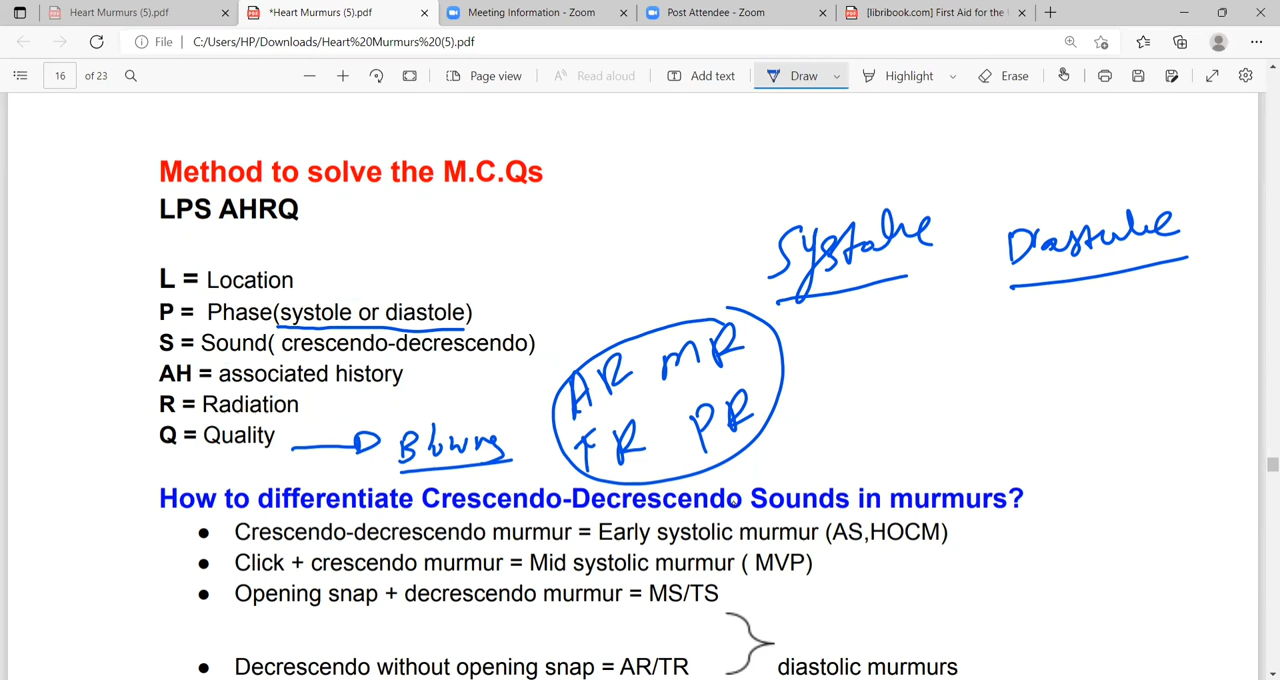 Heart Murmurs (5).pdf
*Heart Murmurs (5).pdf
Meeting Information - Zoom
Post Attendee - Zoom
[libribook.com] First Aid for the
File C:/Users/HP/Downloads/Heart%20Murmurs%20(5).pdf
16 of 23
Page view
Read aloud
Add text
Draw
Highlight
Erase
Method to solve the M.C.Qs
LPS AHRQ
Systole Diastole
L = Location
P = Phase(systole or diastole)
S = Sound( crescendo-decrescendo)
AR MR
AH = associated history
R = Radiation
TR PR
Q = Quality
Blowing
How to differentiate Crescendo-Decrescendo Sounds in murmurs?
● Crescendo-decrescendo murmur = Early systolic murmur (AS,HOCM)
● Click + crescendo murmur = Mid systolic murmur ( MVP)
● Opening snap + decrescendo murmur = MS/TS
● Decrescendo without opening snap = AR/TR diastolic murmurs